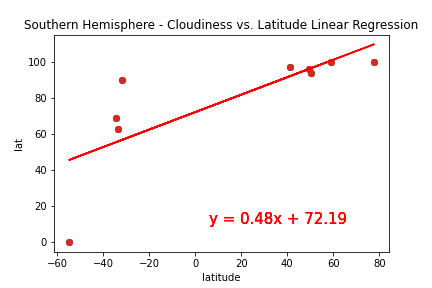 Southern Hemisphere - Cloudiness vs. Latitude Linear Regression
100
80
60
40
20
0
lat
y = 0.48x + 72.19
−60 −40 −20 0 20 40 60 80
latitude